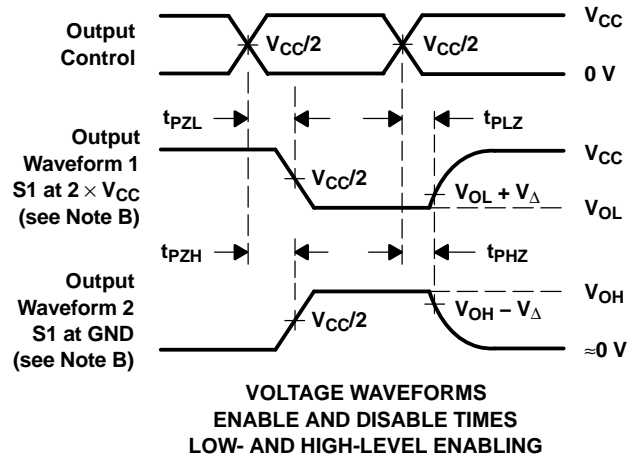 Output
Control
V_CC/2
V_CC/2
V_CC
0 V
t_PZL
t_PLZ
Output
Waveform 1
S1 at 2 × V_CC
(see Note B)
V_CC/2
V_CC
V_OL + V_Δ
V_OL
t_PZH
t_PHZ
Output
Waveform 2
S1 at GND
(see Note B)
V_CC/2
V_OH
V_OH − V_Δ
≈0 V
VOLTAGE WAVEFORMS
ENABLE AND DISABLE TIMES
LOW- AND HIGH-LEVEL ENABLING